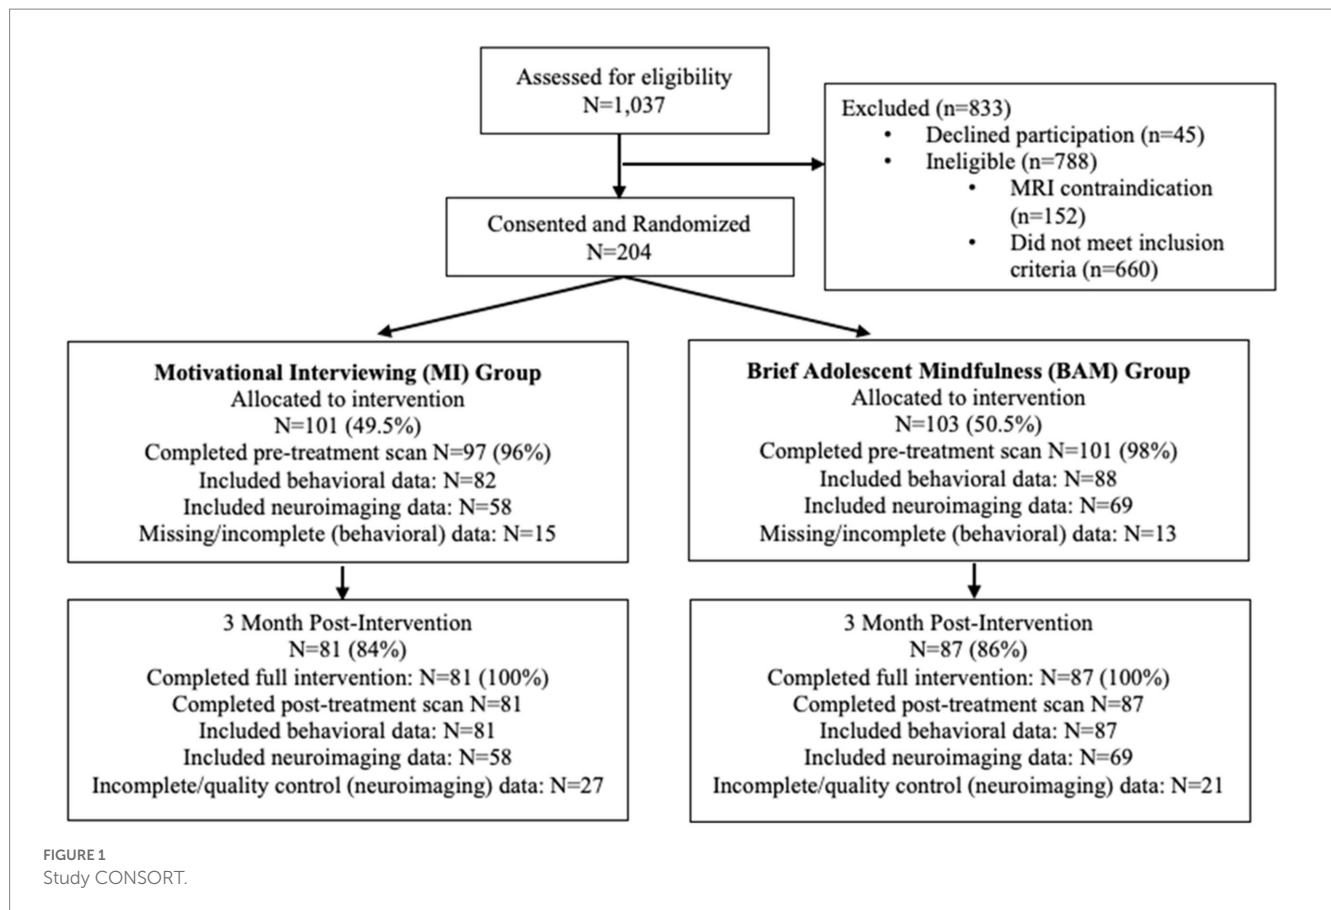 Assessed for eligibility
N=1,037
Excluded (n=833)
• Declined participation (n=45)
• Ineligible (n=788)
• MRI contraindication
(n=152)
• Did not meet inclusion
criteria (n=660)
Consented and Randomized
N=204
Motivational Interviewing (MI) Group
Allocated to intervention
N=101 (49.5%)
Completed pre-treatment scan N=97 (96%)
Included behavioral data: N=82
Included neuroimaging data: N=58
Missing/incomplete (behavioral) data: N=15
Brief Adolescent Mindfulness (BAM) Group
Allocated to intervention
N=103 (50.5%)
Completed pre-treatment scan N=101 (98%)
Included behavioral data: N=88
Included neuroimaging data: N=69
Missing/incomplete (behavioral) data: N=13
3 Month Post-Intervention
N=81 (84%)
Completed full intervention: N=81 (100%)
Completed post-treatment scan N=81
Included behavioral data: N=81
Included neuroimaging data: N=58
Incomplete/quality control (neuroimaging) data: N=27
3 Month Post-Intervention
N=87 (86%)
Completed full intervention: N=87 (100%)
Completed post-treatment scan N=87
Included behavioral data: N=87
Included neuroimaging data: N=69
Incomplete/quality control (neuroimaging) data: N=21
FIGURE 1
Study CONSORT.